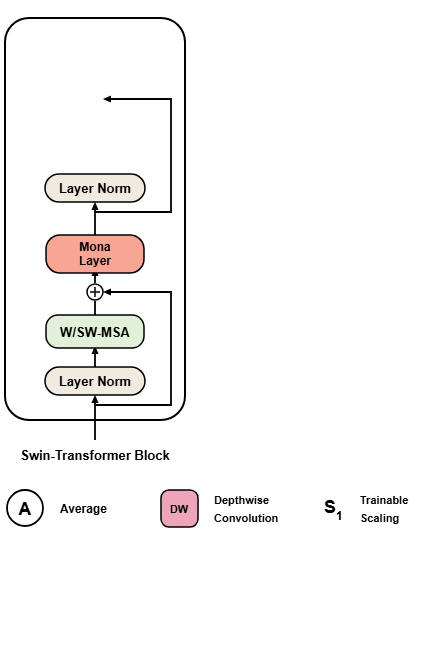 Layer Norm
Mona
Layer
W/SW-MSA
Layer Norm
Swin-Transformer Block
A Average
DW Depthwise
Convolution
S1 Trainable
Scaling